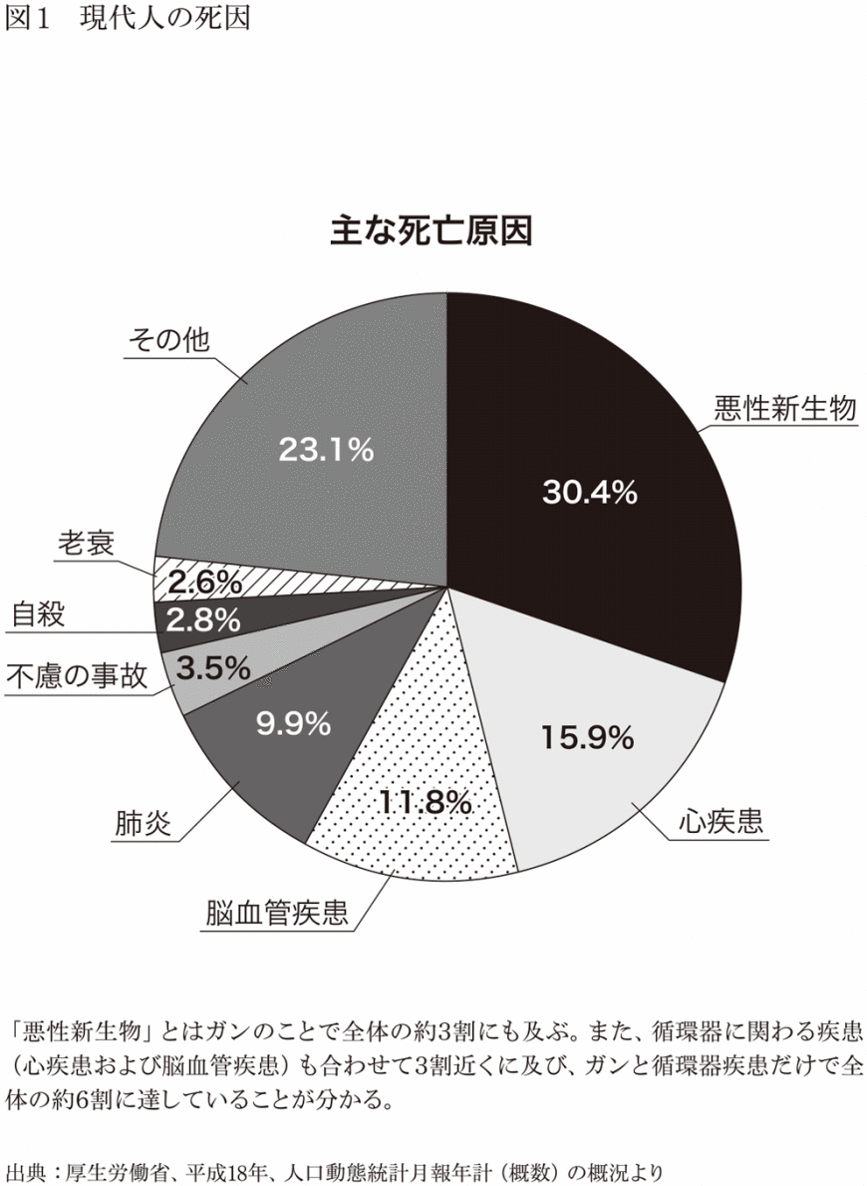 図1 現代人の死因
主な死亡原因
その他
悪性新生物
23.1%
30.4%
老衰
2.6%
自殺
2.8%
不慮の事故
3.5%
9.9%
15.9%
11.8%
肺炎
心疾患
脳血管疾患
「悪性新生物」とはガンのことで全体の約3割にも及ぶ。また、循環器に関わる疾患
（心疾患および脳血管疾患）も合わせて3割近くに及び、ガンと循環器疾患だけで全
体の約6割に達していることが分かる。
出典：厚生労働省、平成18年、人口動態統計月報年計（概数）の概況より